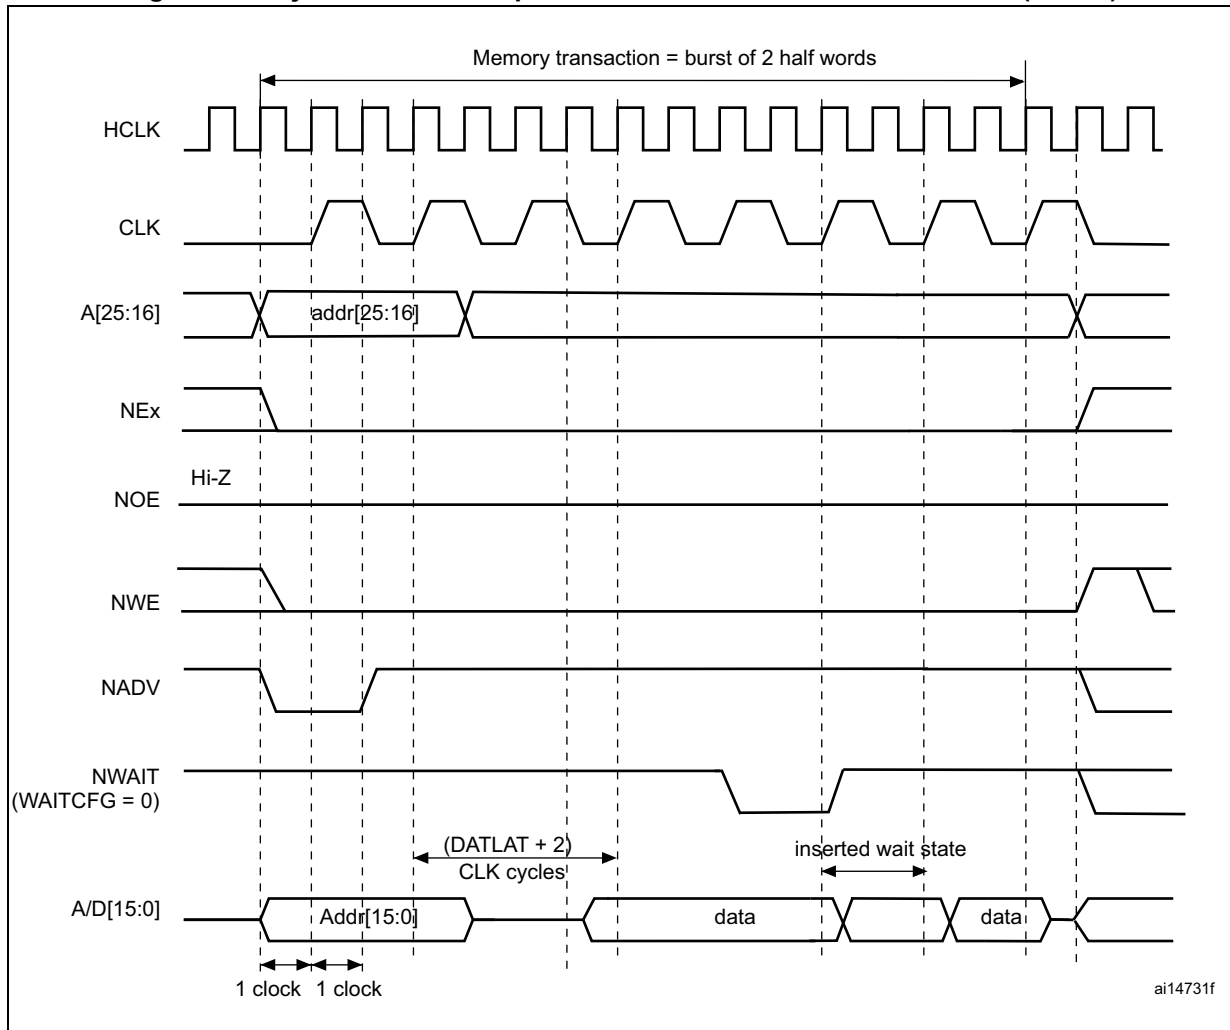 Memory transaction = burst of 2 half words
HCLK
CLK
A[25:16]
addr[25:16]
NEx
Hi-Z
NOE
NWE
NADV
NWAIT
(WAITCFG = 0)
(DATLAT + 2)
CLK cycles
inserted wait state
A/D[15:0]
Addr[15:0]
data
data
1 clock
1 clock
ai14731f